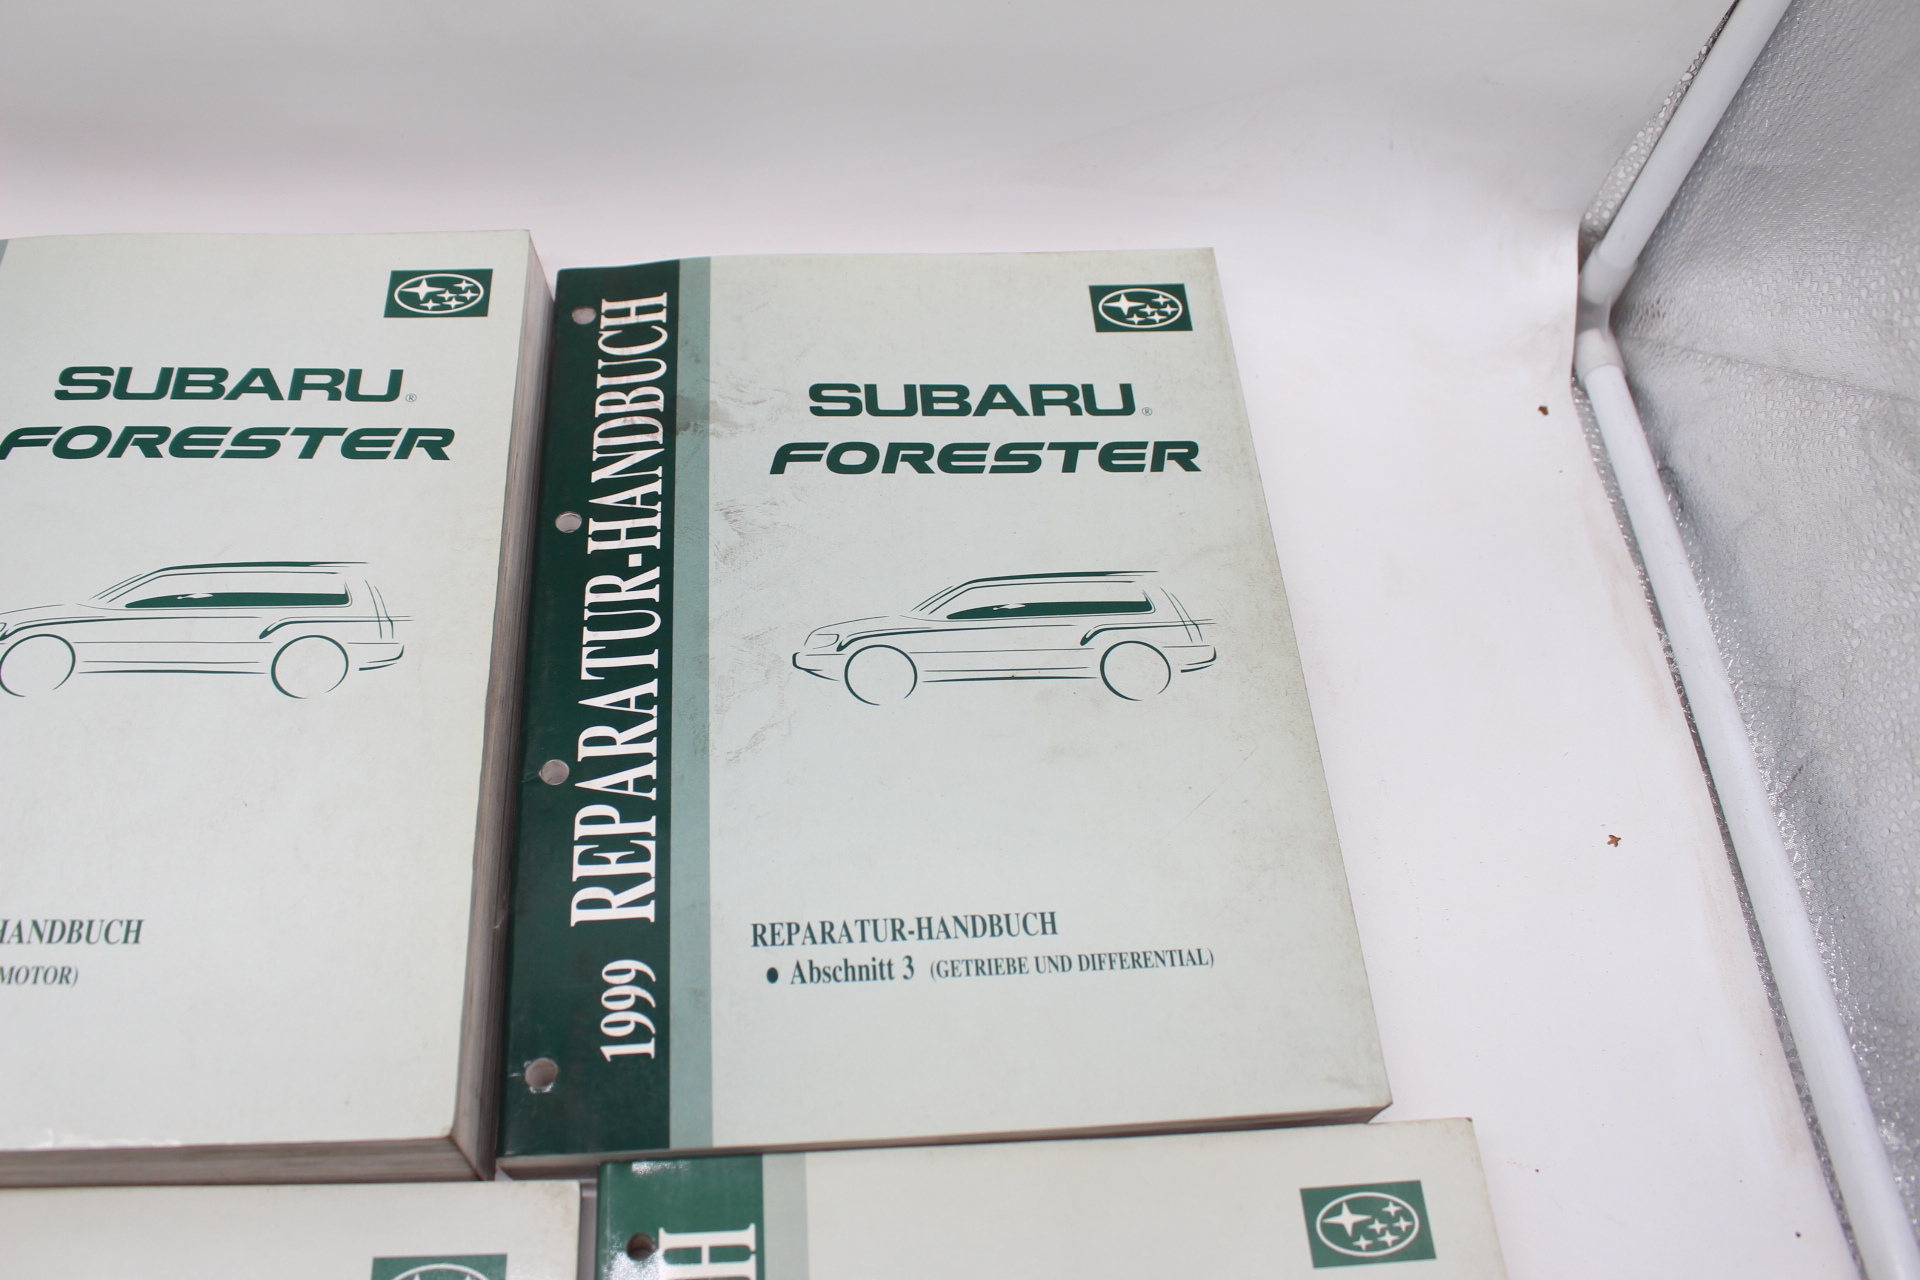 SUBARU®
FORESTER
HANDBUCH
MOTOR)
1999 REPARATUR-HANDBUCH
SUBARU®
FORESTER
REPARATUR-HANDBUCH
• Abschnitt 3 (GETRIEBE UND DIFFERENTIAL)
H